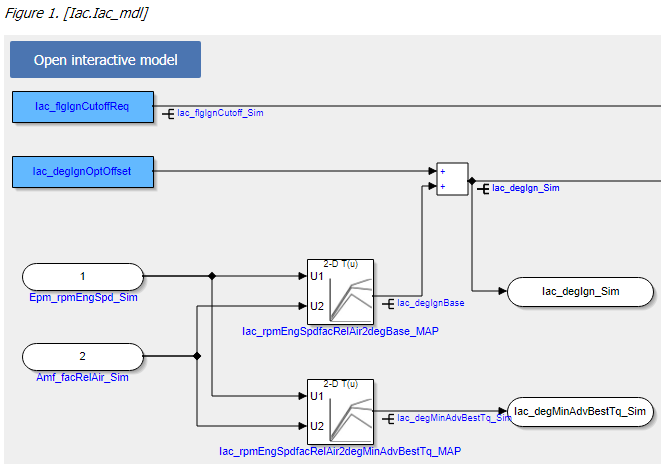 Figure 1. [Iac.Iac_mdl]
Open interactive model
Iac_flgIgnCutoffReq
Iac_flgIgnCutoff_Sim
Iac_degIgnOptOffset
+
+
Iac_degIgn_Sim
2-D T(u)
1
U1
Epm_rpmEngSpd_Sim
Iac_degIgn_Sim
U2
Iac_degIgnBase
Iac_rpmEngSpdfacRelAir2degBase_MAP
2
Amf_facRelAir_Sim
2-D T(u)
U1
Iac_degMinAdvBestTq_Sim
Iac_degMinAdvBestTq_Sim
U2
Iac_rpmEngSpdfacRelAir2degMinAdvBestTq_MAP